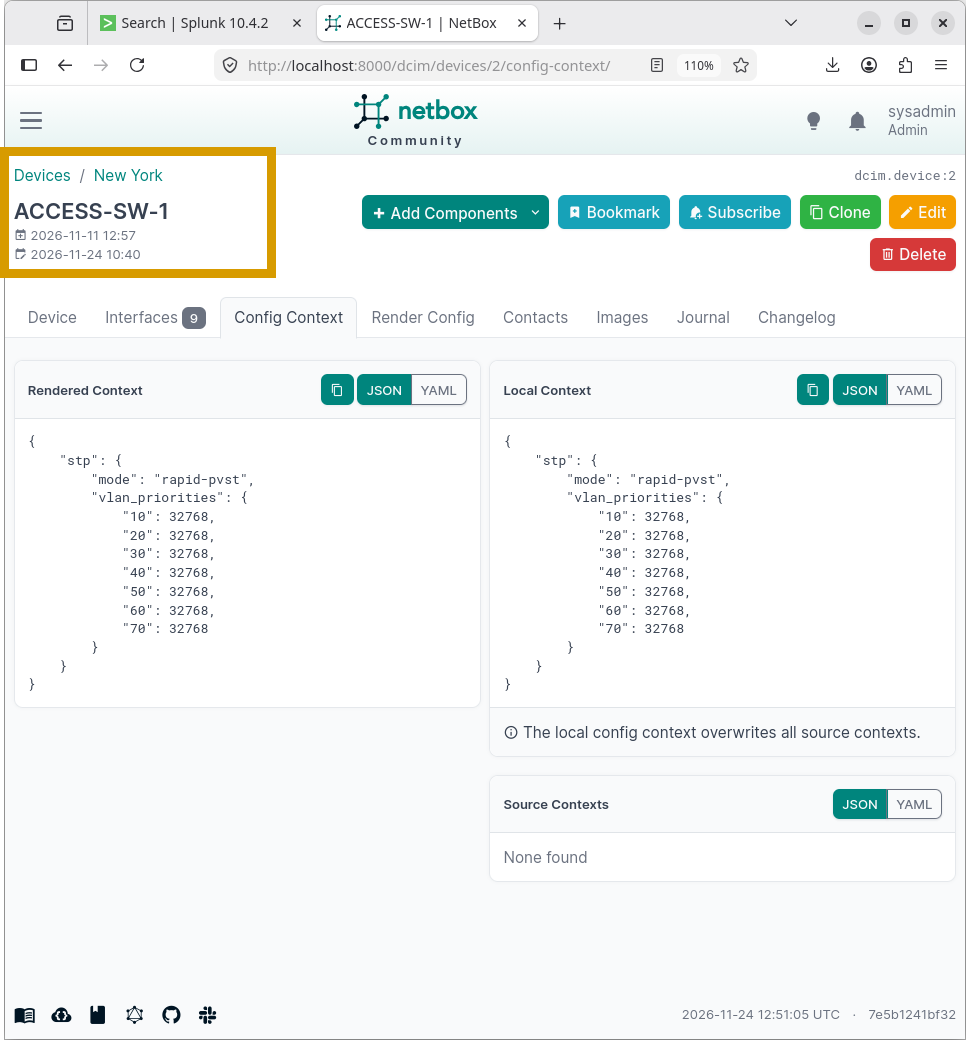 Search | Splunk 10.4.2
ACCESS-SW-1 | NetBox
http://localhost:8000/dcim/devices/2/config-context/
110%
netbox
Community
sysadmin
Admin
Devices / New York
dcim.device:2
ACCESS-SW-1
2026-11-11 12:57
2026-11-24 10:40
+ Add Components
Bookmark
Subscribe
Clone
Edit
Delete
Device
Interfaces 9
Config Context
Render Config
Contacts
Images
Journal
Changelog
Rendered Context
JSON
YAML
{
    "stp": {
        "mode": "rapid-pvst",
        "vlan_priorities": {
            "10": 32768,
            "20": 32768,
            "30": 32768,
            "40": 32768,
            "50": 32768,
            "60": 32768,
            "70": 32768
        }
    }
}
Local Context
JSON
YAML
{
    "stp": {
        "mode": "rapid-pvst",
        "vlan_priorities": {
            "10": 32768,
            "20": 32768,
            "30": 32768,
            "40": 32768,
            "50": 32768,
            "60": 32768,
            "70": 32768
        }
    }
}
The local config context overwrites all source contexts.
Source Contexts
JSON
YAML
None found
2026-11-24 12:51:05 UTC · 7e5b1241bf32